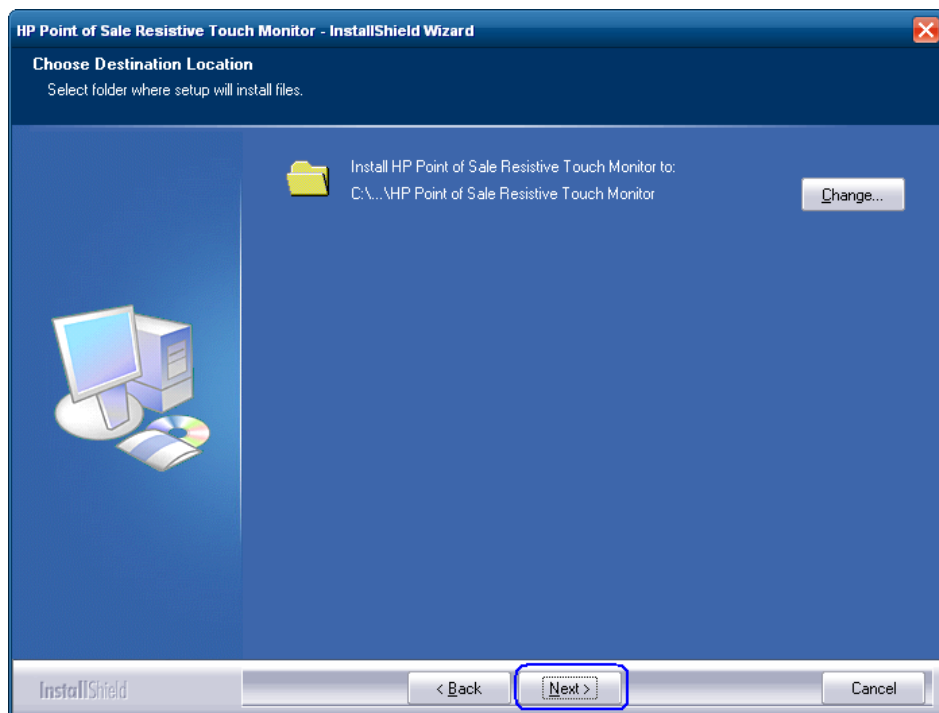 HP Point of Sale Resistive Touch Monitor - InstallShield Wizard
Choose Destination Location
Select folder where setup will install files.
Install HP Point of Sale Resistive Touch Monitor to:
C:\...\HP Point of Sale Resistive Touch Monitor
Change...
InstallShield
< Back
Next >
Cancel